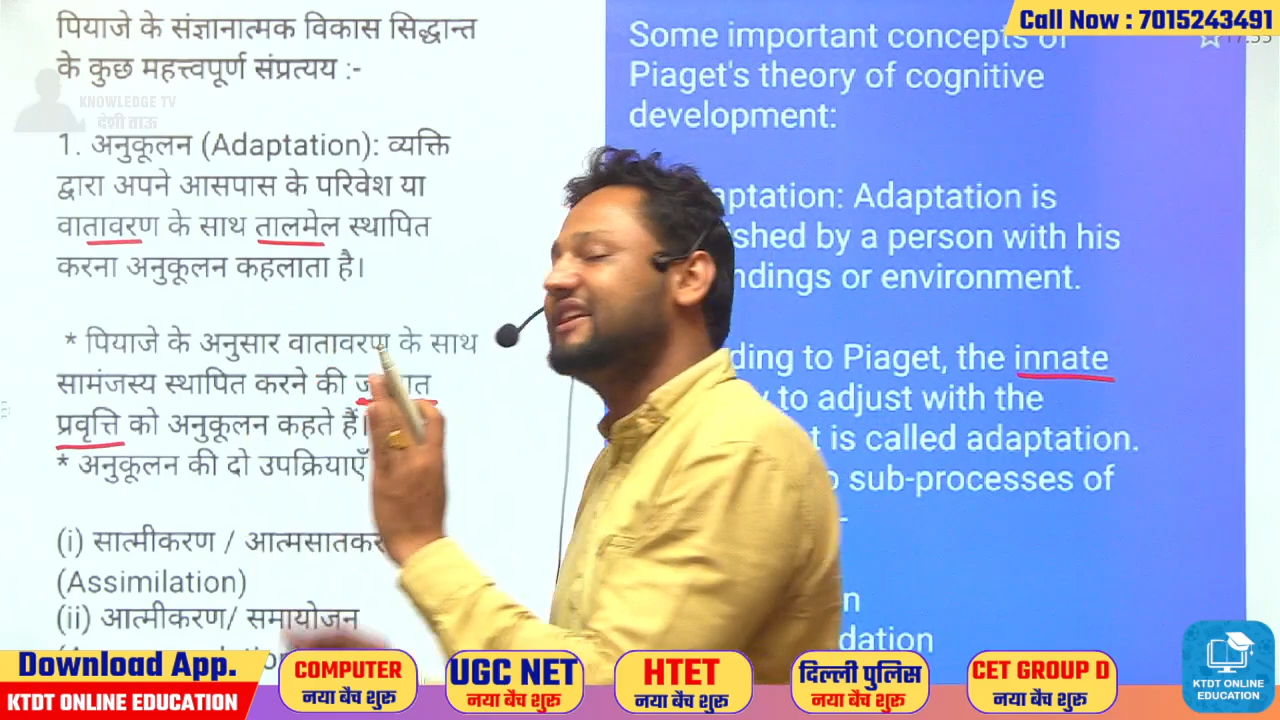 पियाजे के संज्ञानात्मक विकास सिद्धान्त
के कुछ महत्त्वपूर्ण संप्रत्यय :-
KNOWLEDGE TV
देशी ताऊ
1. अनुकूलन (Adaptation): व्यक्ति
द्वारा अपने आसपास के परिवेश या
वातावरण के साथ तालमेल स्थापित
करना अनुकूलन कहलाता है।
* पियाजे के अनुसार वातावरण के साथ
सामंजस्य स्थापित करने की
प्रवृत्ति को अनुकूलन कहते हैं।
* अनुकूलन की दो उपक्रियाएँ
(i) सात्मीकरण / आत्मसातकर
(Assimilation)
(ii) आत्मीकरण/ समायोजन
Call Now : 7015243491
Some important concepts of
Piaget's theory of cognitive
development:
aptation: Adaptation is
ished by a person with his
ndings or environment.
ding to Piaget, the innate
to adjust with the
t is called adaptation.
sub-processes of
n
dation
Download App.
KTDT ONLINE EDUCATION
COMPUTER
नया बैच शुरू
UGC NET
नया बैच शुरू
HTET
नया बैच शुरू
दिल्ली पुलिस
नया बैच शुरू
CET GROUP D
नया बैच शुरू
KTDT ONLINE
EDUCATION